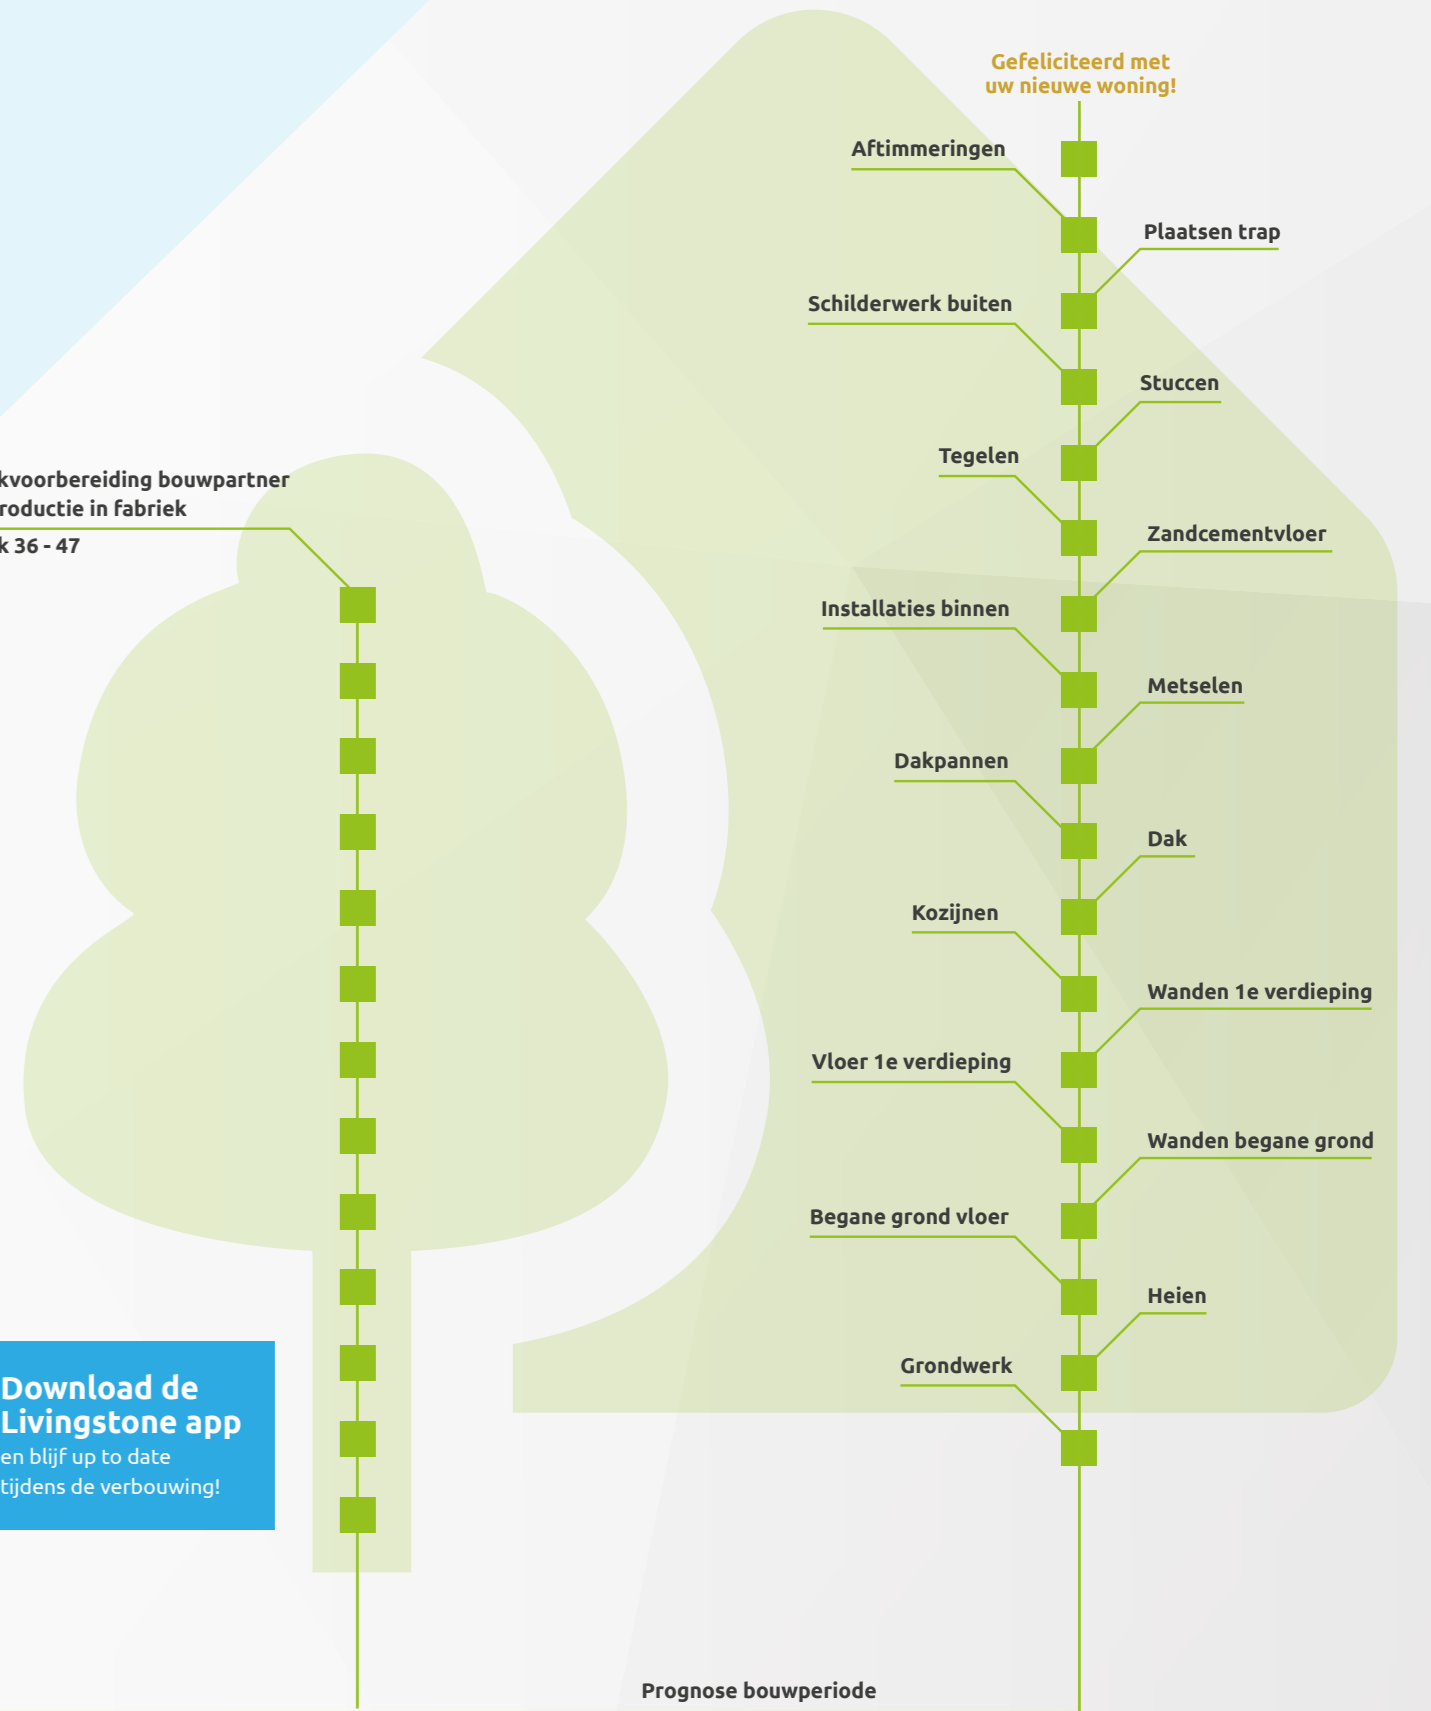 Gefeliciteerd met
uw nieuwe woning!
Aftimmeringen
Plaatsen trap
Schilderwerk buiten
Stuccen
Tegelen
kvoorbereiding bouwpartner
roductie in fabriek
k 36 - 47
Zandcementvloer
Installaties binnen
Metselen
Dakpannen
Dak
Kozijnen
Wanden 1e verdieping
Vloer 1e verdieping
Wanden begane grond
Begane grond vloer
Heien
Grondwerk
Download de
Livingstone app
en blijf up to date
tijdens de verbouwing!
Prognose bouwperiode